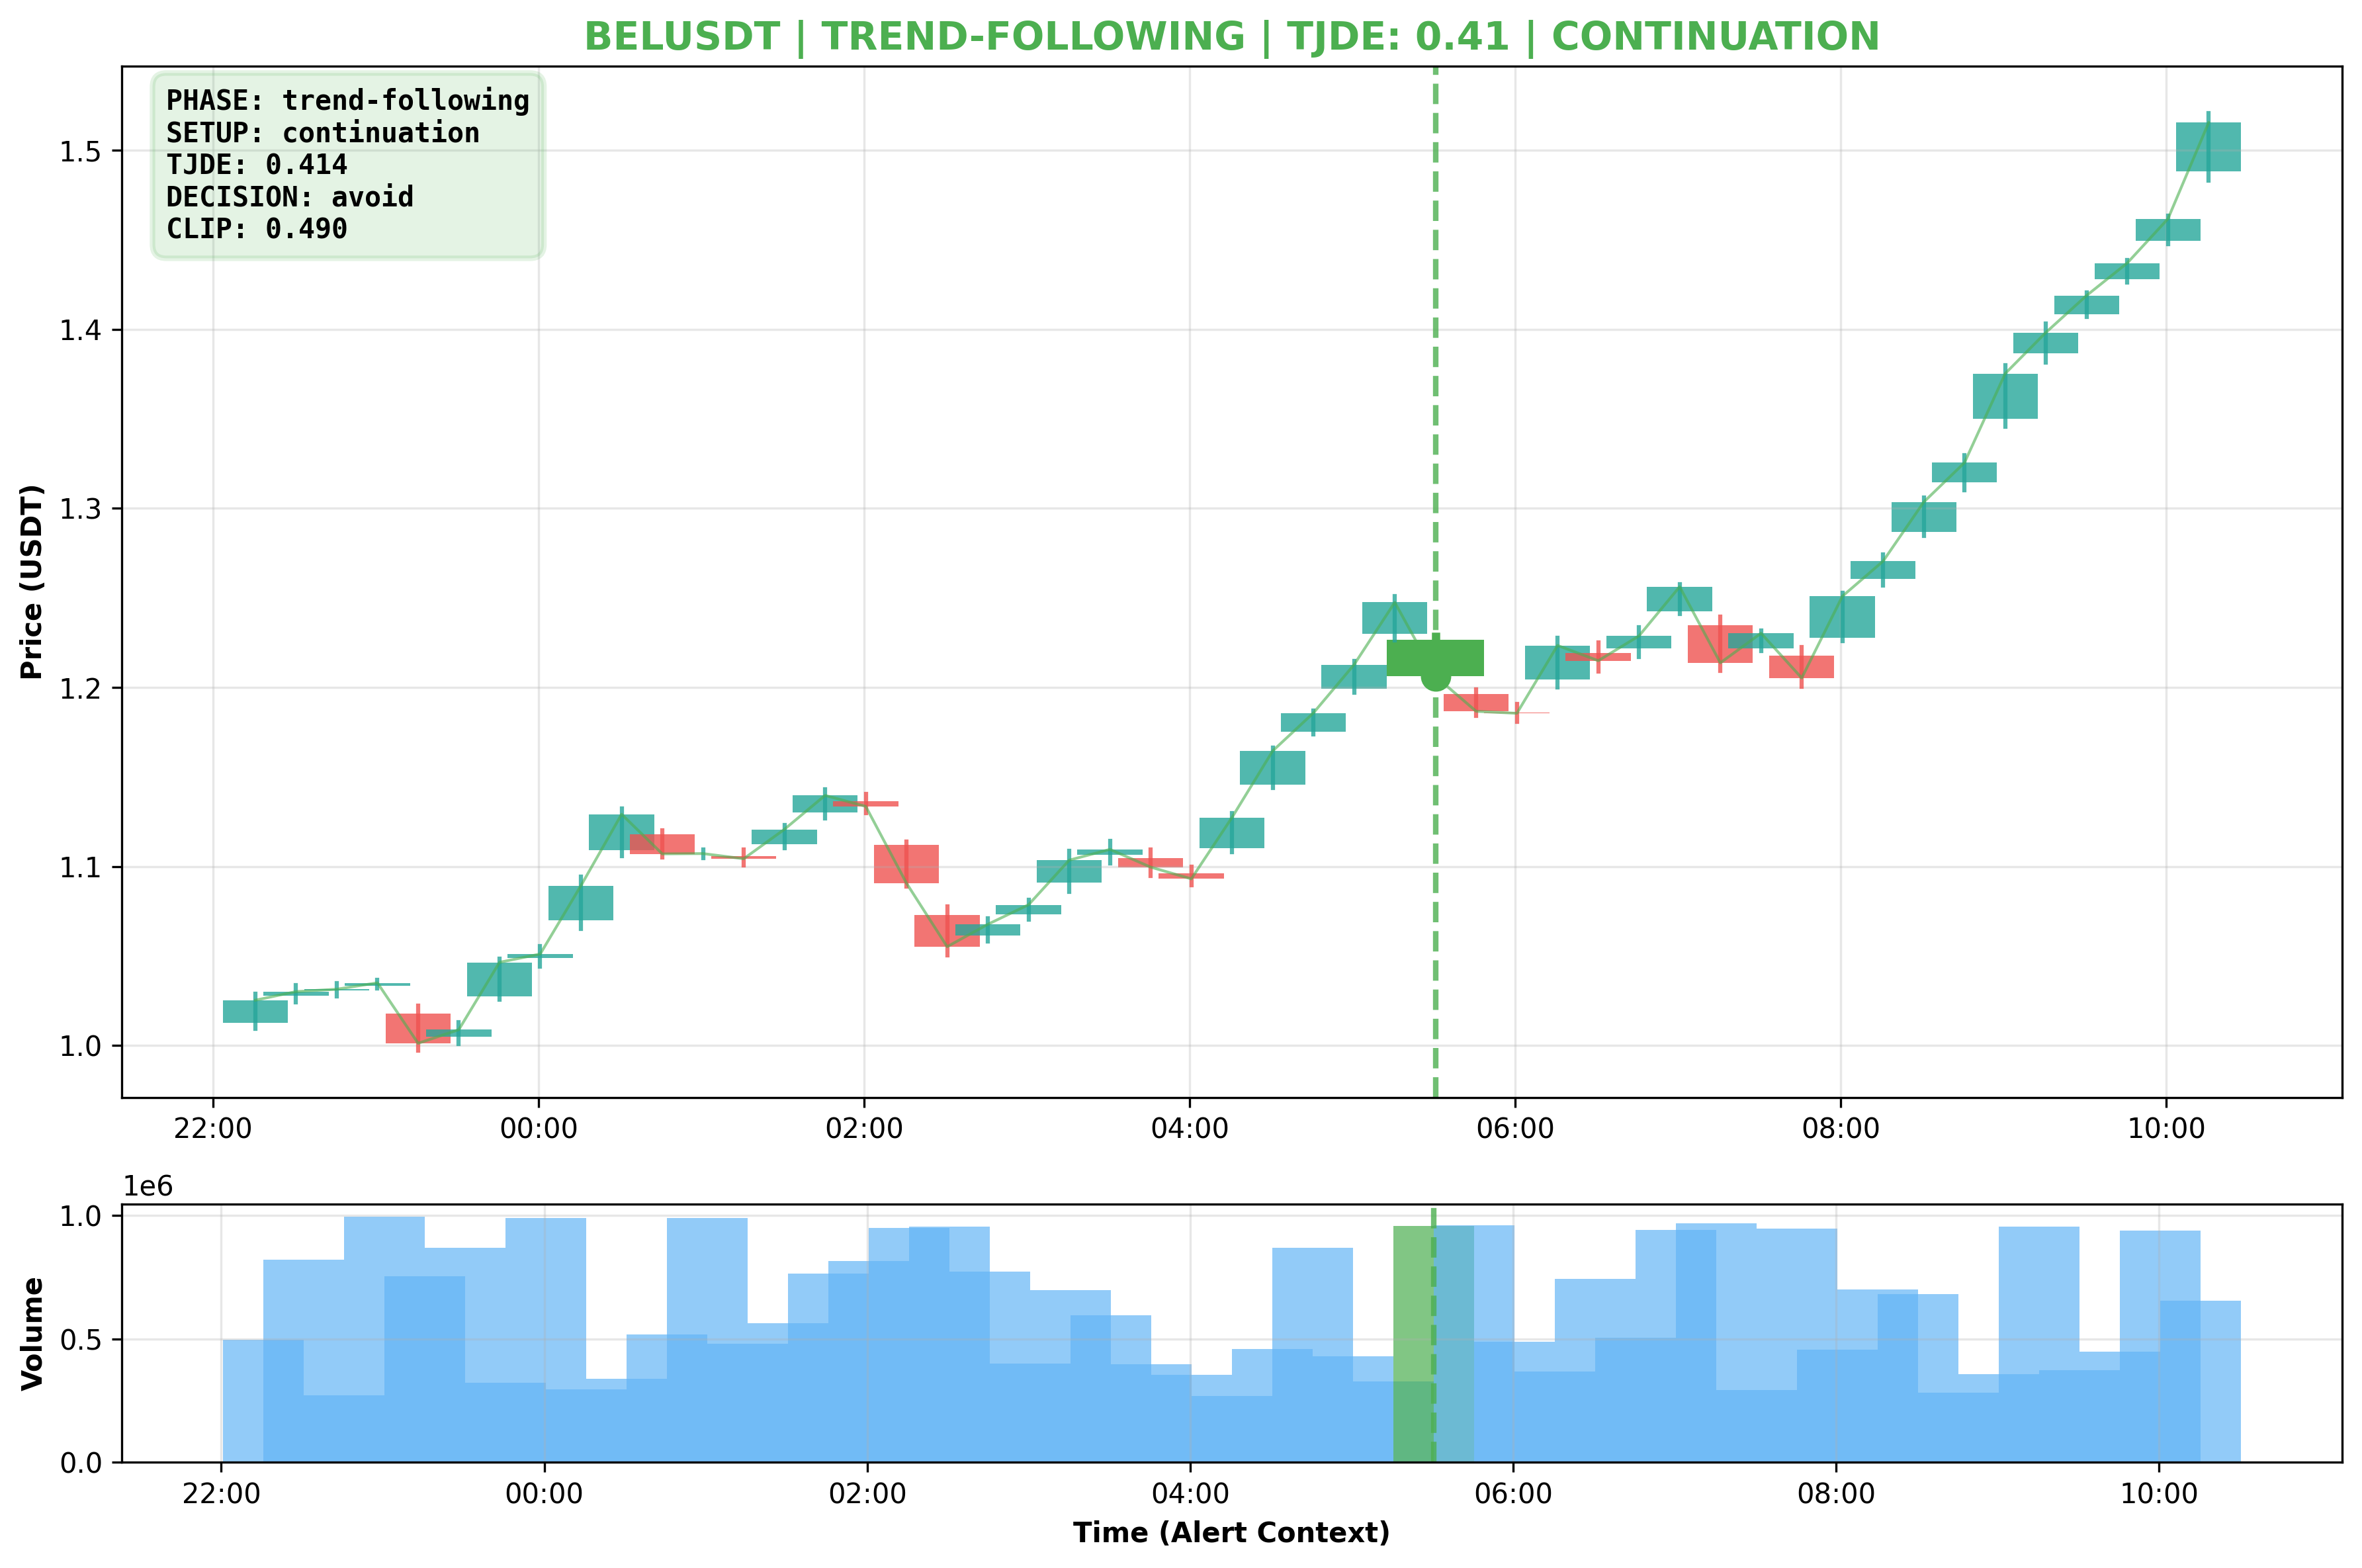 BELUSDT | TREND-FOLLOWING | TJDE: 0.41 | CONTINUATION
PHASE: trend-following
SETUP: continuation
TJDE: 0.414
DECISION: avoid
CLIP: 0.490
Price (USDT)
1.5
1.4
1.3
1.2
1.1
1.0
22:00 00:00 02:00 04:00 06:00 08:00 10:00
1e6
Volume
1.0
0.5
0.0
22:00 00:00 02:00 04:00 06:00 08:00 10:00
Time (Alert Context)